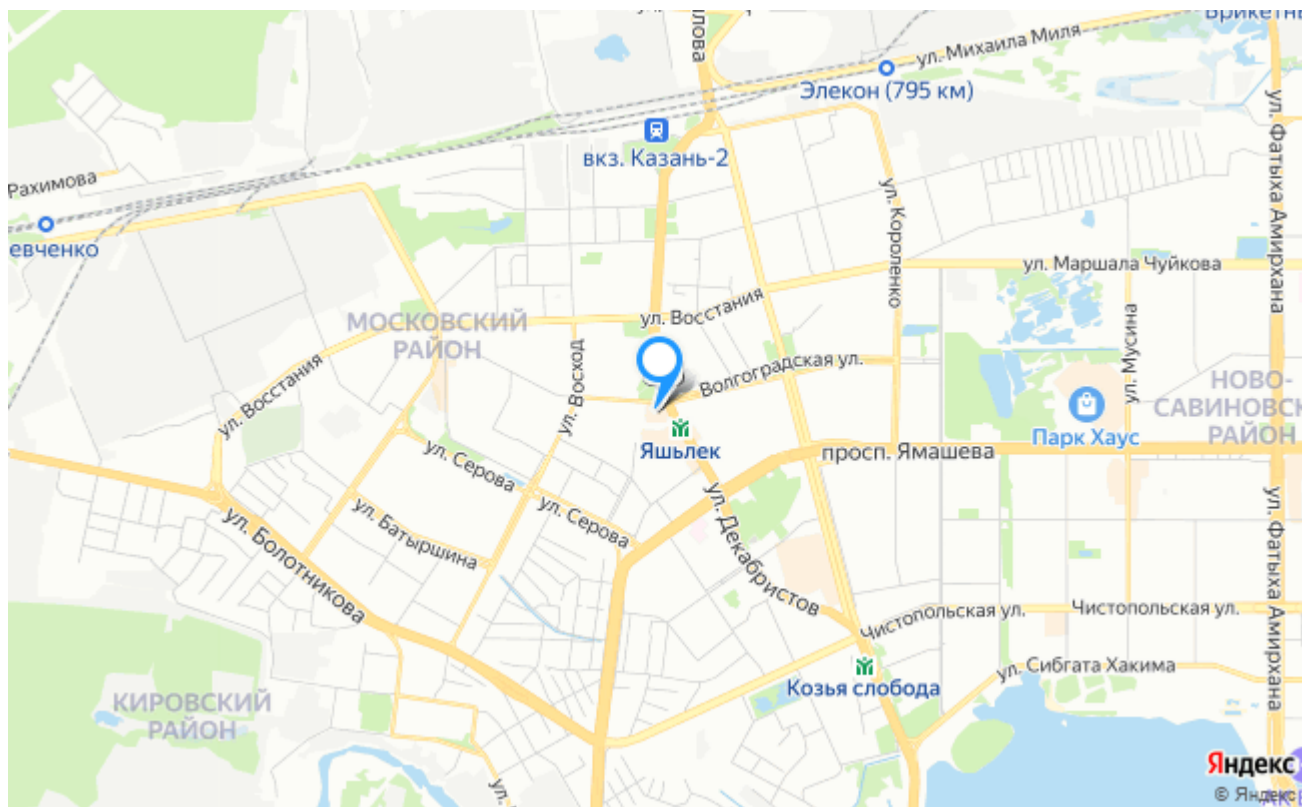 ул. Михаила Миля
Элекон (795 км)
вкз. Казань-2
ул. Фатыха Амирхана
Рахимова
ул. Короленко
ул. Маршала Чуйкова
ул. Восстания
МОСКОВСКИЙ
РАЙОН
ул. Восход
Волгоградская ул.
ул. Мусина
НОВО-
САВИНОВСК
РАЙОН
ул. Восстания
Парк Хаус
Яшьлек
просп. Ямашева
ул. Серова
ул. Серова
ул. Батыршина
ул. Болотникова
ул. Декабристов
ул. Фатыха Амирхана
Чистопольская ул.
Чистопольская ул.
ул. Сибгата Хакима
Козья слобода
КИРОВСКИЙ
РАЙОН
Яндекс
© Яндекс